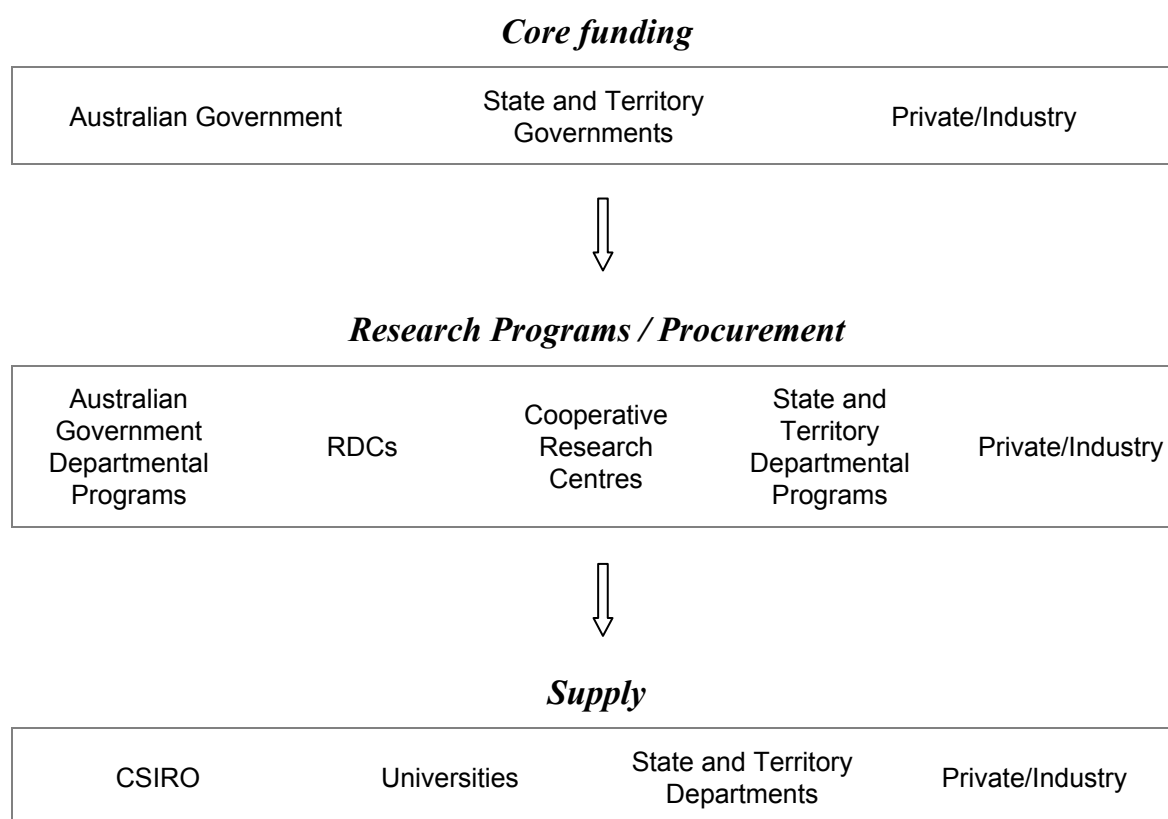 Core funding
Australian Government
State and Territory
Governments
Private/Industry
Research Programs / Procurement
Australian
Government
Departmental
Programs
RDCs
Cooperative
Research
Centres
State and
Territory
Departmental
Programs
Private/Industry
Supply
CSIRO
Universities
State and Territory
Departments
Private/Industry